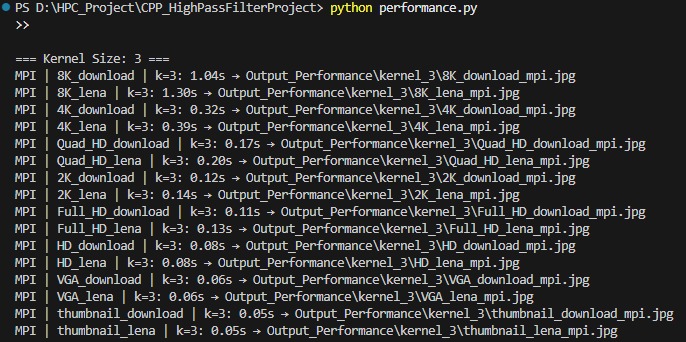 PS D:\HPC_Project\CPP_HighPassFilterProject> python performance.py
>>
=== Kernel Size: 3 ===
MPI | 8K_download | k=3: 1.04s → Output_Performance\kernel_3\8K_download_mpi.jpg
MPI | 8K_lena | k=3: 1.30s → Output_Performance\kernel_3\8K_lena_mpi.jpg
MPI | 4K_download | k=3: 0.32s → Output_Performance\kernel_3\4K_download_mpi.jpg
MPI | 4K_lena | k=3: 0.39s → Output_Performance\kernel_3\4K_lena_mpi.jpg
MPI | Quad_HD_download | k=3: 0.17s → Output_Performance\kernel_3\Quad_HD_download_mpi.jpg
MPI | Quad_HD_lena | k=3: 0.20s → Output_Performance\kernel_3\Quad_HD_lena_mpi.jpg
MPI | 2K_download | k=3: 0.12s → Output_Performance\kernel_3\2K_download_mpi.jpg
MPI | 2K_lena | k=3: 0.14s → Output_Performance\kernel_3\2K_lena_mpi.jpg
MPI | Full_HD_download | k=3: 0.11s → Output_Performance\kernel_3\Full_HD_download_mpi.jpg
MPI | Full_HD_lena | k=3: 0.13s → Output_Performance\kernel_3\Full_HD_lena_mpi.jpg
MPI | HD_download | k=3: 0.08s → Output_Performance\kernel_3\HD_download_mpi.jpg
MPI | HD_lena | k=3: 0.08s → Output_Performance\kernel_3\HD_lena_mpi.jpg
MPI | VGA_download | k=3: 0.06s → Output_Performance\kernel_3\VGA_download_mpi.jpg
MPI | VGA_lena | k=3: 0.06s → Output_Performance\kernel_3\VGA_lena_mpi.jpg
MPI | thumbnail_download | k=3: 0.05s → Output_Performance\kernel_3\thumbnail_download_mpi.jpg
MPI | thumbnail_lena | k=3: 0.05s → Output_Performance\kernel_3\thumbnail_lena_mpi.jpg